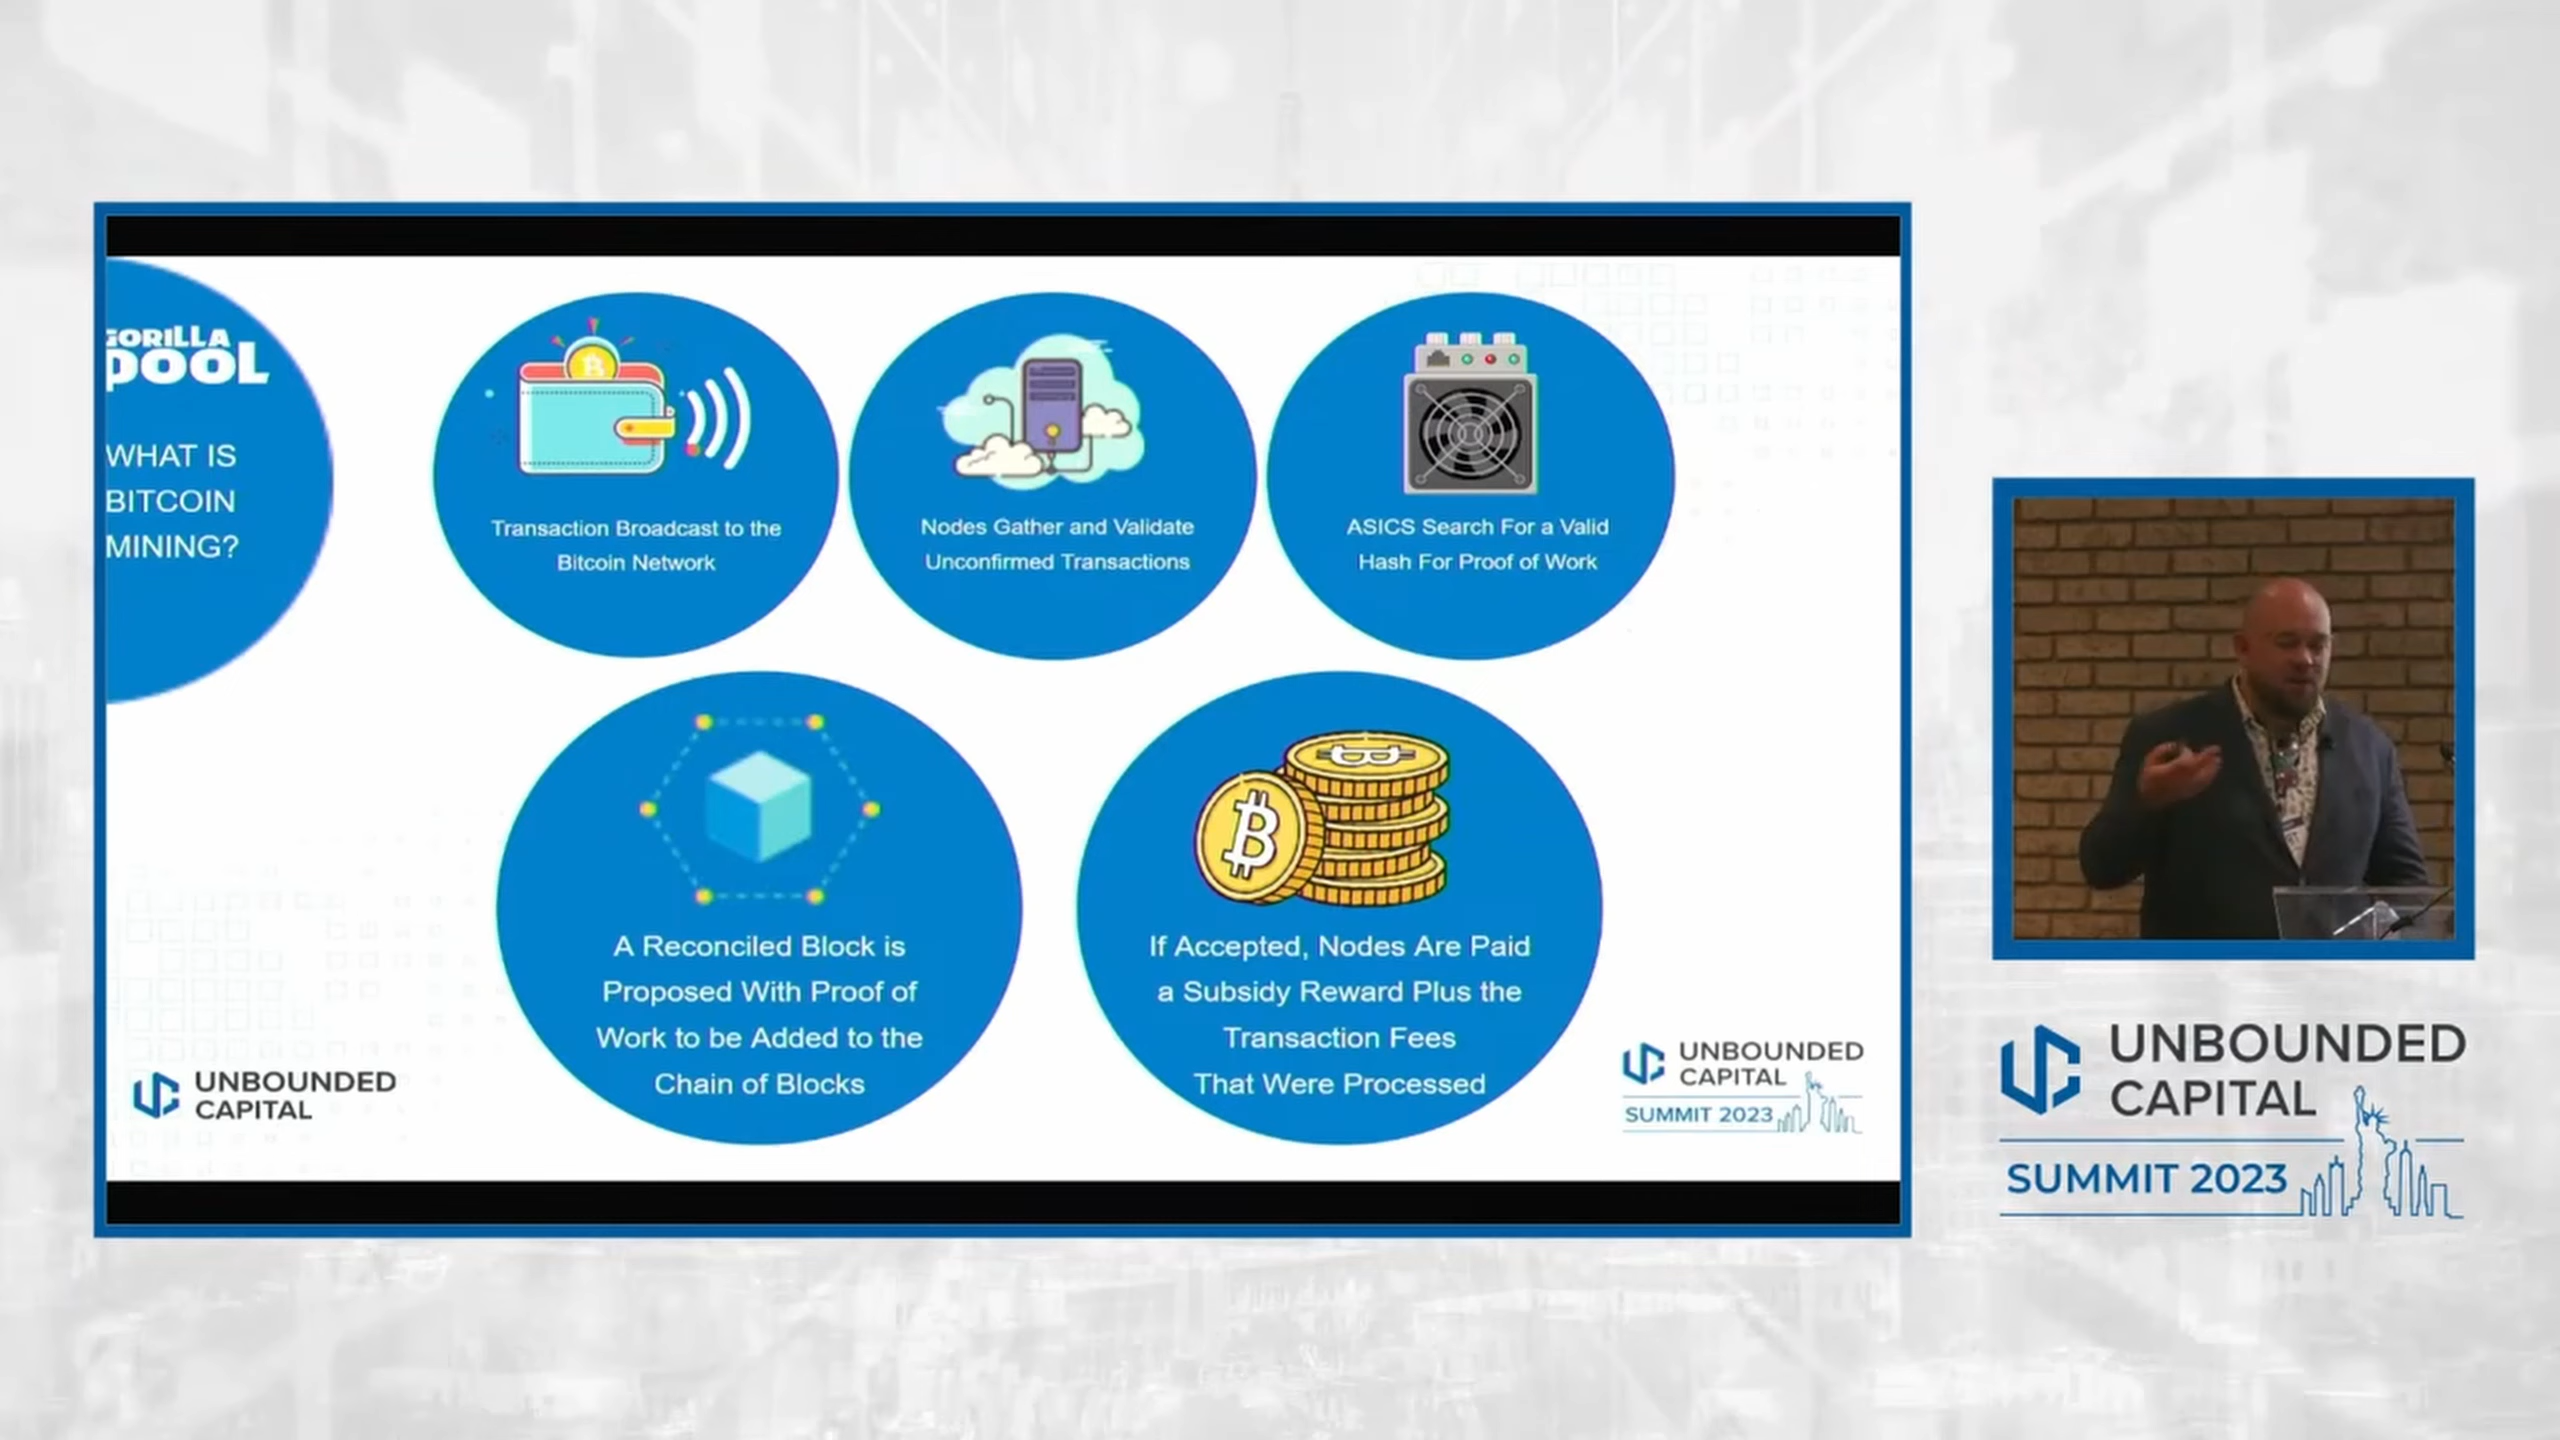 GORILLA
POOL
WHAT IS
BITCOIN
MINING?
Transaction Broadcast to the
Bitcoin Network
Nodes Gather and Validate
Unconfirmed Transactions
ASICS Search For a Valid
Hash For Proof of Work
A Reconciled Block is
Proposed With Proof of
Work to be Added to the
Chain of Blocks
If Accepted, Nodes Are Paid
a Subsidy Reward Plus the
Transaction Fees
That Were Processed
UNBOUNDED
CAPITAL
UNBOUNDED
CAPITAL
SUMMIT 2023
UNBOUNDED
CAPITAL
SUMMIT 2023